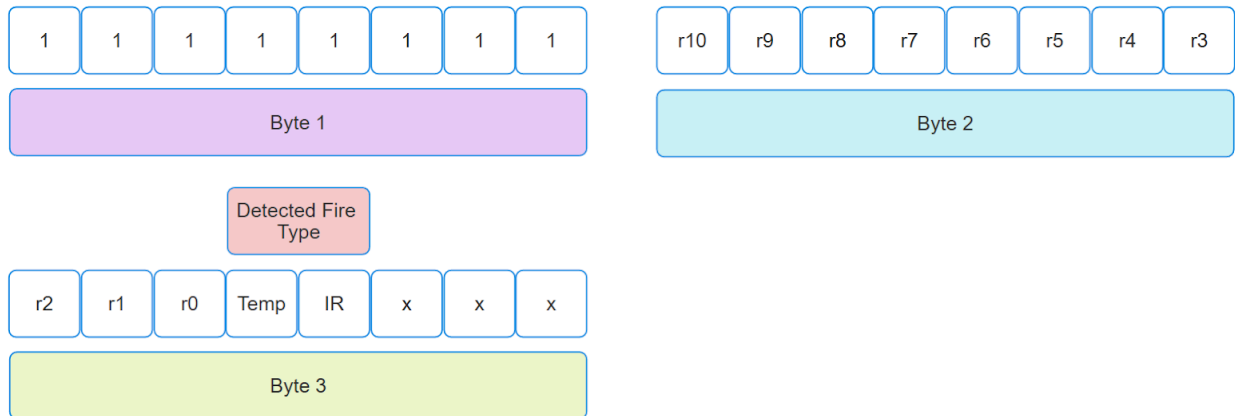 1 1 1 1 1 1 1 1
r10 r9 r8 r7 r6 r5 r4 r3
Byte 1
Byte 2
Detected Fire
Type
r2 r1 r0 Temp IR x x x
Byte 3